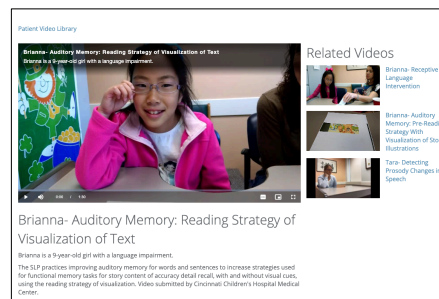 Patient Video Library
Brianna- Auditory Memory: Reading Strategy of Visualization of Text
Brianna is a 9-year-old girl with a language impairment.
0:00 / 1:30
Brianna- Auditory Memory: Reading Strategy of
Visualization of Text
Brianna is a 9-year-old girl with a language impairment.
The SLP practices improving auditory memory for words and sentences to increase strategies used
for functional memory tasks for story content of accuracy detail recall, with and without visual cues,
using the reading strategy of visualization. Video submitted by Cincinnati Children's Hospital Medical
Center.
Related Videos
Brianna- Receptive
Language
Intervention
Brianna- Auditory
Memory: Pre-Readi
Strategy With
Visualization of Sto
Illustrations
Tara- Detecting
Prosody Changes in
Speech